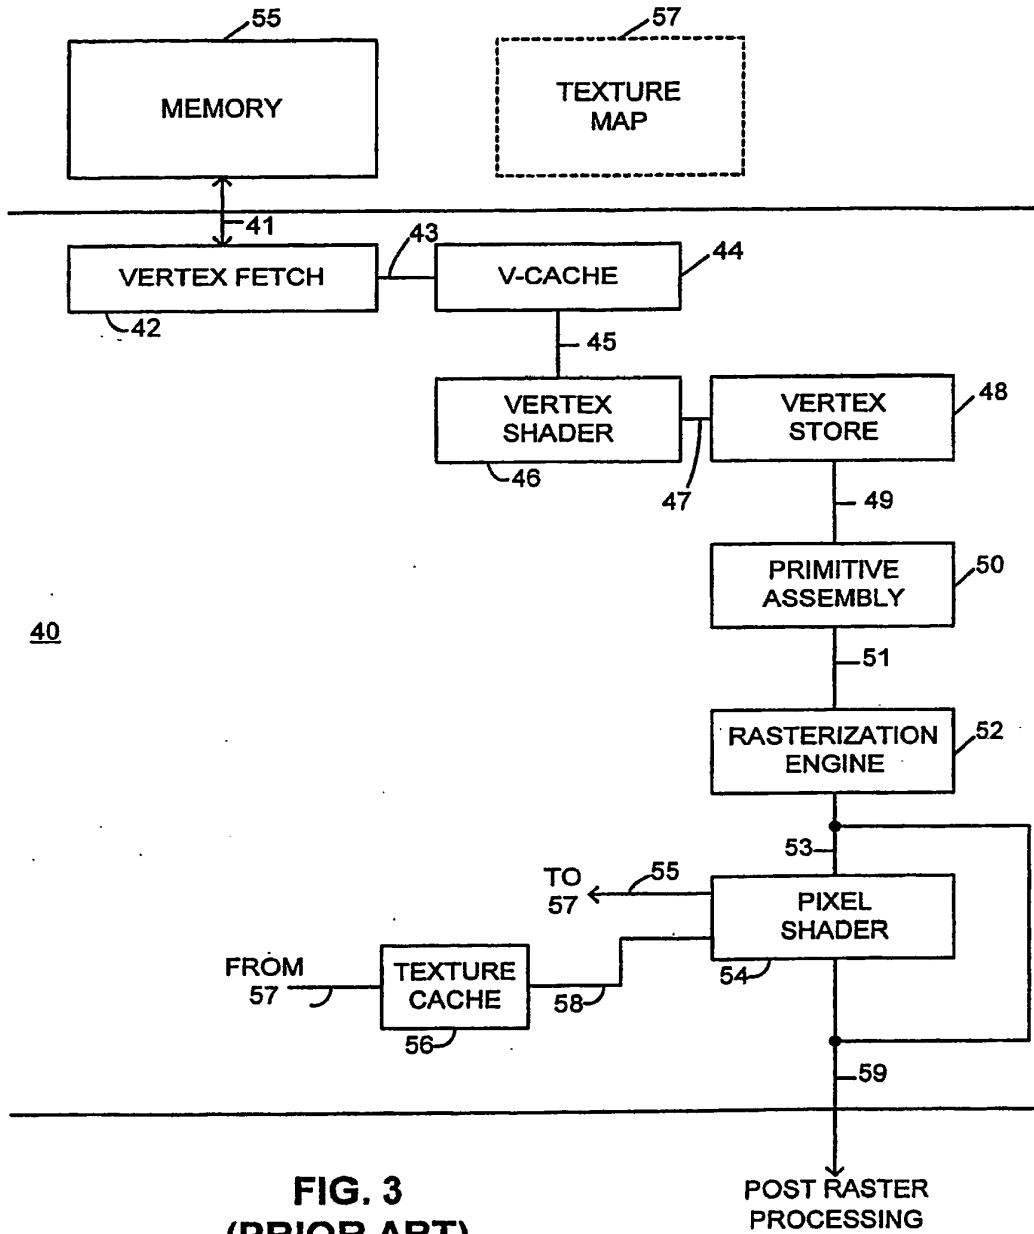 55
57
MEMORY
TEXTURE
MAP
41
43
VERTEX FETCH
V-CACHE
44
42
45
VERTEX
SHADER
VERTEX
STORE
48
46
47
49
PRIMITIVE
ASSEMBLY
50
40
51
RASTERIZATION
ENGINE
52
53
TO
57
55
PIXEL
SHADER
54
FROM
57
TEXTURE
CACHE
58
56
59
FIG. 3
(PRIOR ART)
POST RASTER
PROCESSING